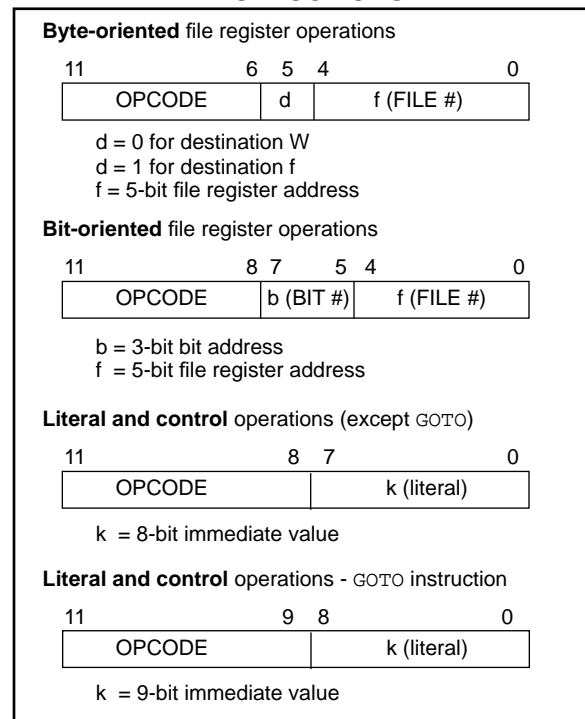 Byte-oriented file register operations
11 6 5 4 0
OPCODE d f (FILE #)
d = 0 for destination W
d = 1 for destination f
f = 5-bit file register address
Bit-oriented file register operations
11 8 7 5 4 0
OPCODE b (BIT #) f (FILE #)
b = 3-bit bit address
f = 5-bit file register address
Literal and control operations (except GOTO)
11 8 7 0
OPCODE k (literal)
k = 8-bit immediate value
Literal and control operations - GOTO instruction
11 9 8 0
OPCODE k (literal)
k = 9-bit immediate value